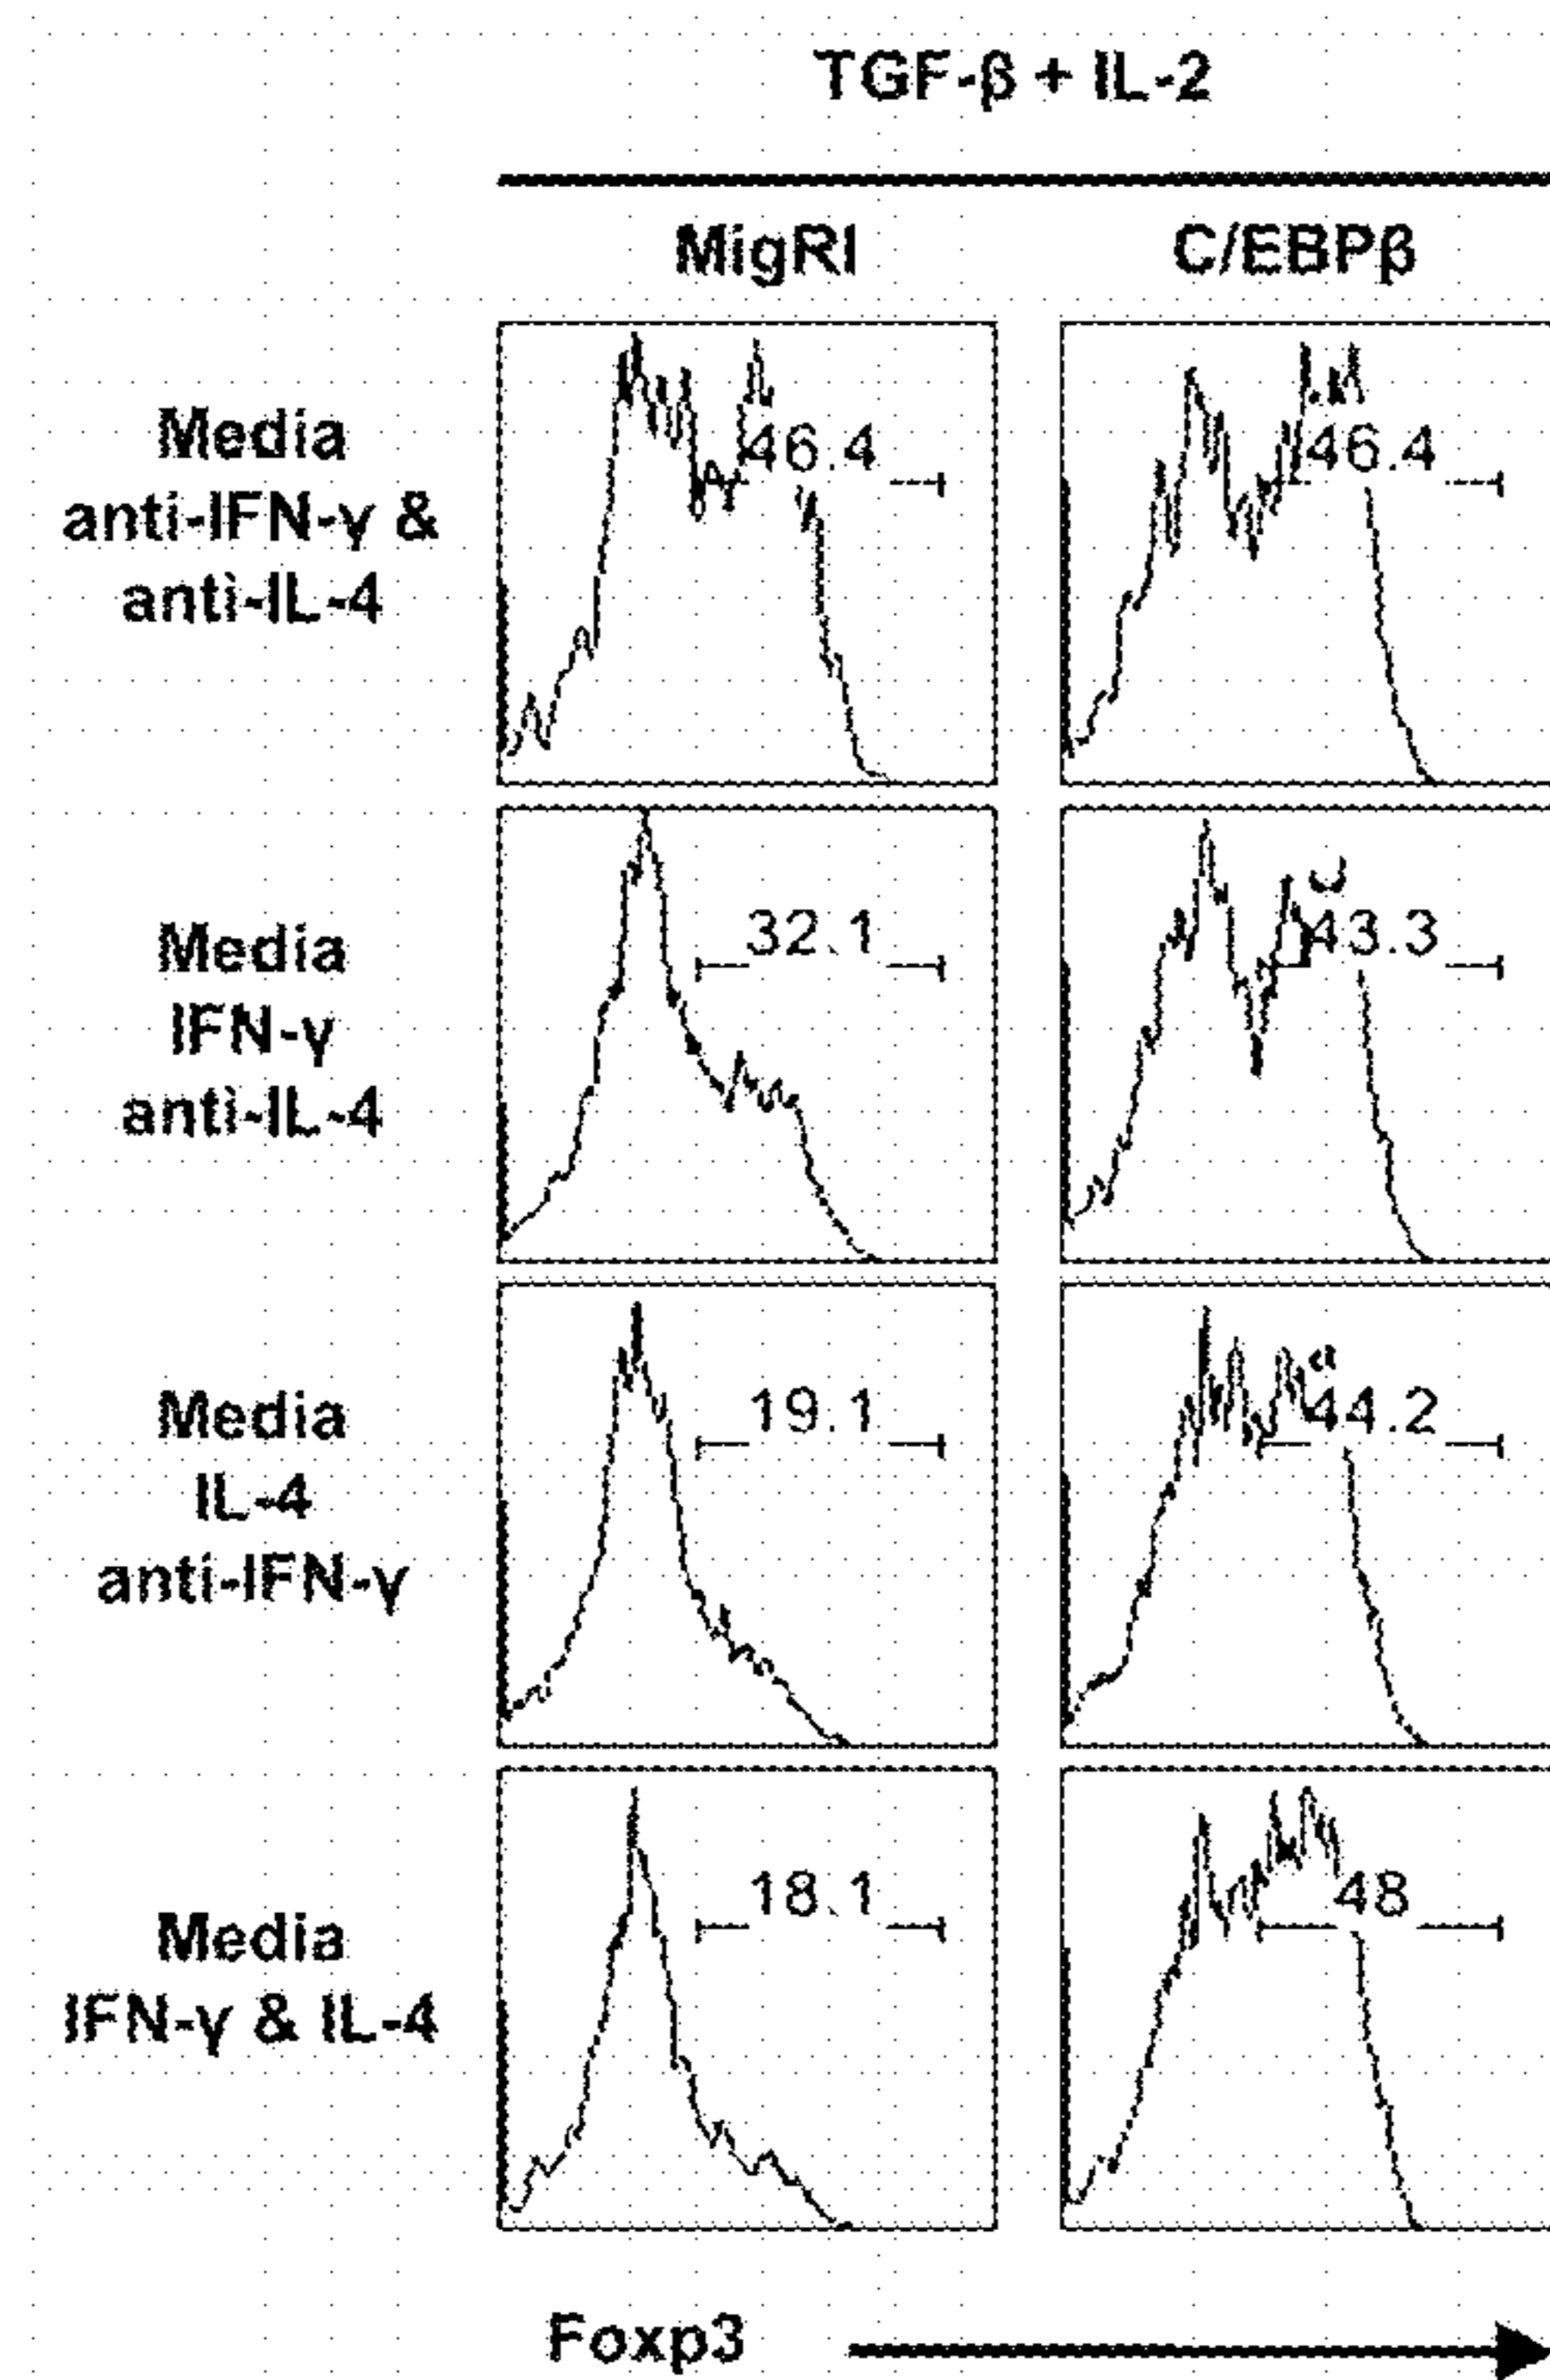 TGF-β + IL-2
MigRI C/EBPβ
Media
anti-IFN-γ &
anti-IL-4
46.4 46.4
Media
IFN-γ
anti-IL-4
32.1 43.3
Media
IL-4
anti-IFN-γ
19.1 44.2
Media
IFN-γ & IL-4
18.1 48
Foxp3